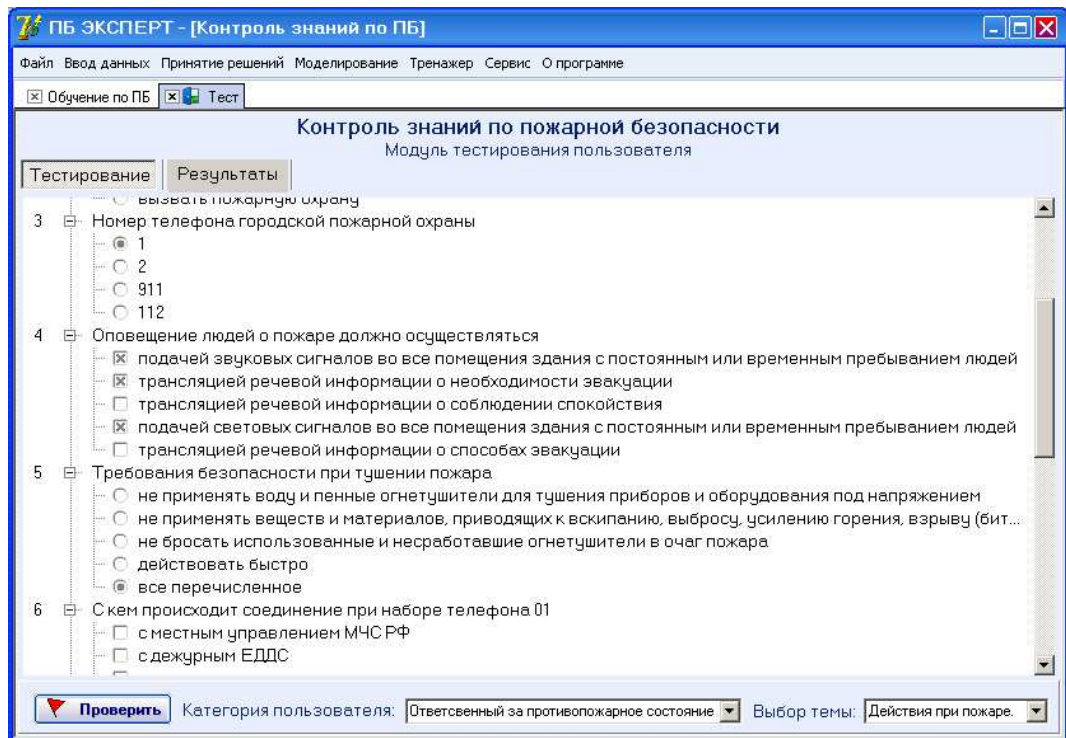 ПБ ЭКСПЕРТ - [Контроль знаний по ПБ]
Файл Ввод данных Принятие решений Моделирование Тренажер Сервис О программе
Обучение по ПБ Тест
Контроль знаний по пожарной безопасности
Модуль тестирования пользователя
Тестирование Результаты
вызвать пожарную охрану
3 Номер телефона городской пожарной охраны
1
2
911
112
4 Оповещение людей о пожаре должно осуществляться
подачей звуковых сигналов во все помещения здания с постоянным или временным пребыванием людей
трансляцией речевой информации о необходимости эвакуации
трансляцией речевой информации о соблюдении спокойствия
подачей световых сигналов во все помещения здания с постоянным или временным пребыванием людей
трансляцией речевой информации о способах эвакуации
5 Требования безопасности при тушении пожара
не применять воду и пенные огнетушители для тушения приборов и оборудования под напряжением
не применять веществ и материалов, приводящих к вскипанию, выбросу, усилению горения, взрыву (бит...
не бросать использованные и несработавшие огнетушители в очаг пожара
действовать быстро
все перечисленное
6 С кем происходит соединение при наборе телефона 01
с местным управлением МЧС РФ
с дежурным ЕДДС
Проверить Категория пользователя: Ответсвенный за противопожарное состояние Выбор темы: Действия при пожаре.